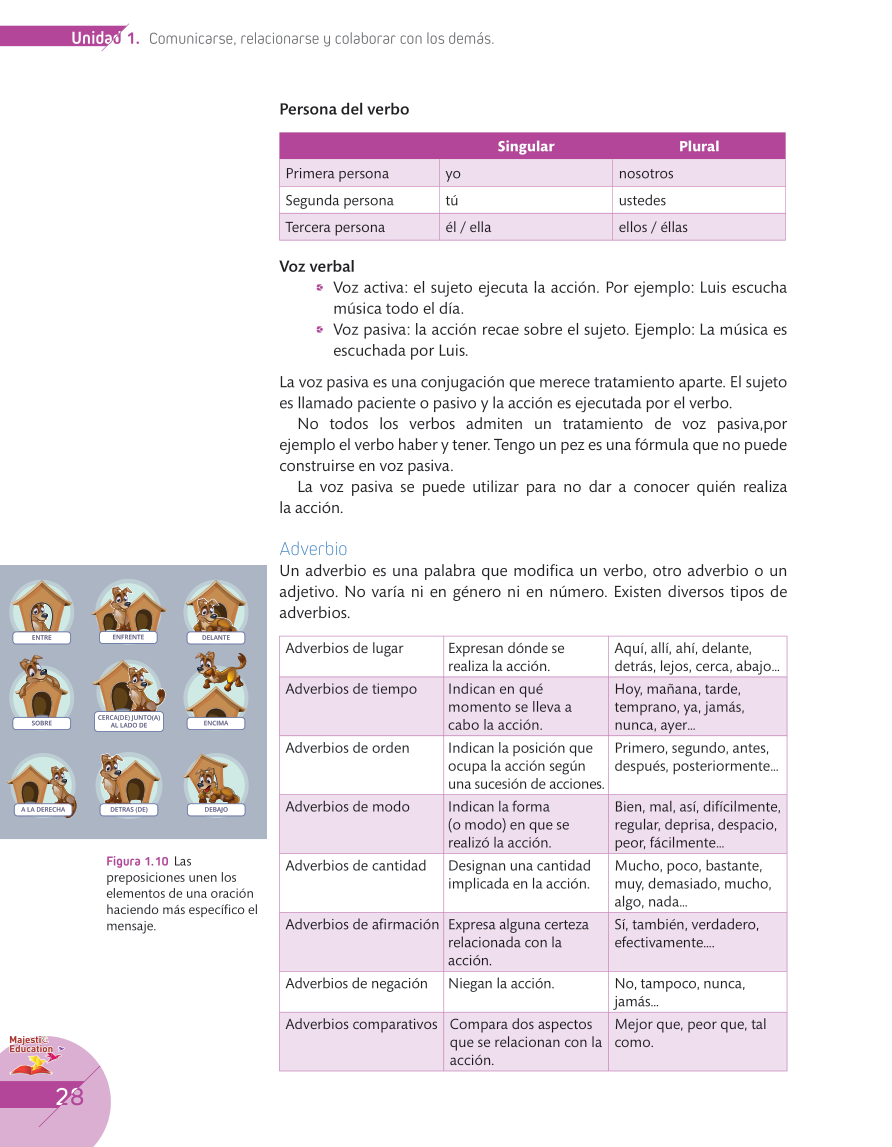 Unidad 1. Comunicarse, relacionarse y colaborar con los demás.
Persona del verbo
Singular Plural
Primera persona yo nosotros
Segunda persona tú ustedes
Tercera persona él / ella ellos / éllas
Voz verbal
Voz activa: el sujeto ejecuta la acción. Por ejemplo: Luis escucha
música todo el día.
Voz pasiva: la acción recae sobre el sujeto. Ejemplo: La música es
escuchada por Luis.
La voz pasiva es una conjugación que merece tratamiento aparte. El sujeto
es llamado paciente o pasivo y la acción es ejecutada por el verbo.
No todos los verbos admiten un tratamiento de voz pasiva,por
ejemplo el verbo haber y tener. Tengo un pez es una fórmula que no puede
construirse en voz pasiva.
La voz pasiva se puede utilizar para no dar a conocer quién realiza
la acción.
Adverbio
Un adverbio es una palabra que modifica un verbo, otro adverbio o un
adjetivo. No varía ni en género ni en número. Existen diversos tipos de
adverbios.
Adverbios de lugar Expresan dónde se Aquí, allí, ahí, delante,
realiza la acción. detrás, lejos, cerca, abajo...
Adverbios de tiempo Indican en qué Hoy, mañana, tarde,
momento se lleva a temprano, ya, jamás,
cabo la acción. nunca, ayer...
Adverbios de orden Indican la posición que Primero, segundo, antes,
ocupa la acción según después, posteriormente...
una sucesión de acciones.
Adverbios de modo Indican la forma Bien, mal, así, difícilmente,
(o modo) en que se regular, deprisa, despacio,
realizó la acción. peor, fácilmente...
Adverbios de cantidad Designan una cantidad Mucho, poco, bastante,
implicada en la acción. muy, demasiado, mucho,
algo, nada...
Adverbios de afirmación Expresa alguna certeza Sí, también, verdadero,
relacionada con la efectivamente....
acción.
Adverbios de negación Niegan la acción. No, tampoco, nunca,
jamás...
Adverbios comparativos Compara dos aspectos Mejor que, peor que, tal
que se relacionan con la como.
acción.
ENTRE ENFRENTE DELANTE
SOBRE CERCA(DE) JUNTO(A) ENCIMA
AL LADO DE
A LA DERECHA DETRAS (DE) DEBAJO
Figura 1.10 Las
preposiciones unen los
elementos de una oración
haciendo más específico el
mensaje.
Majestic
Education
28